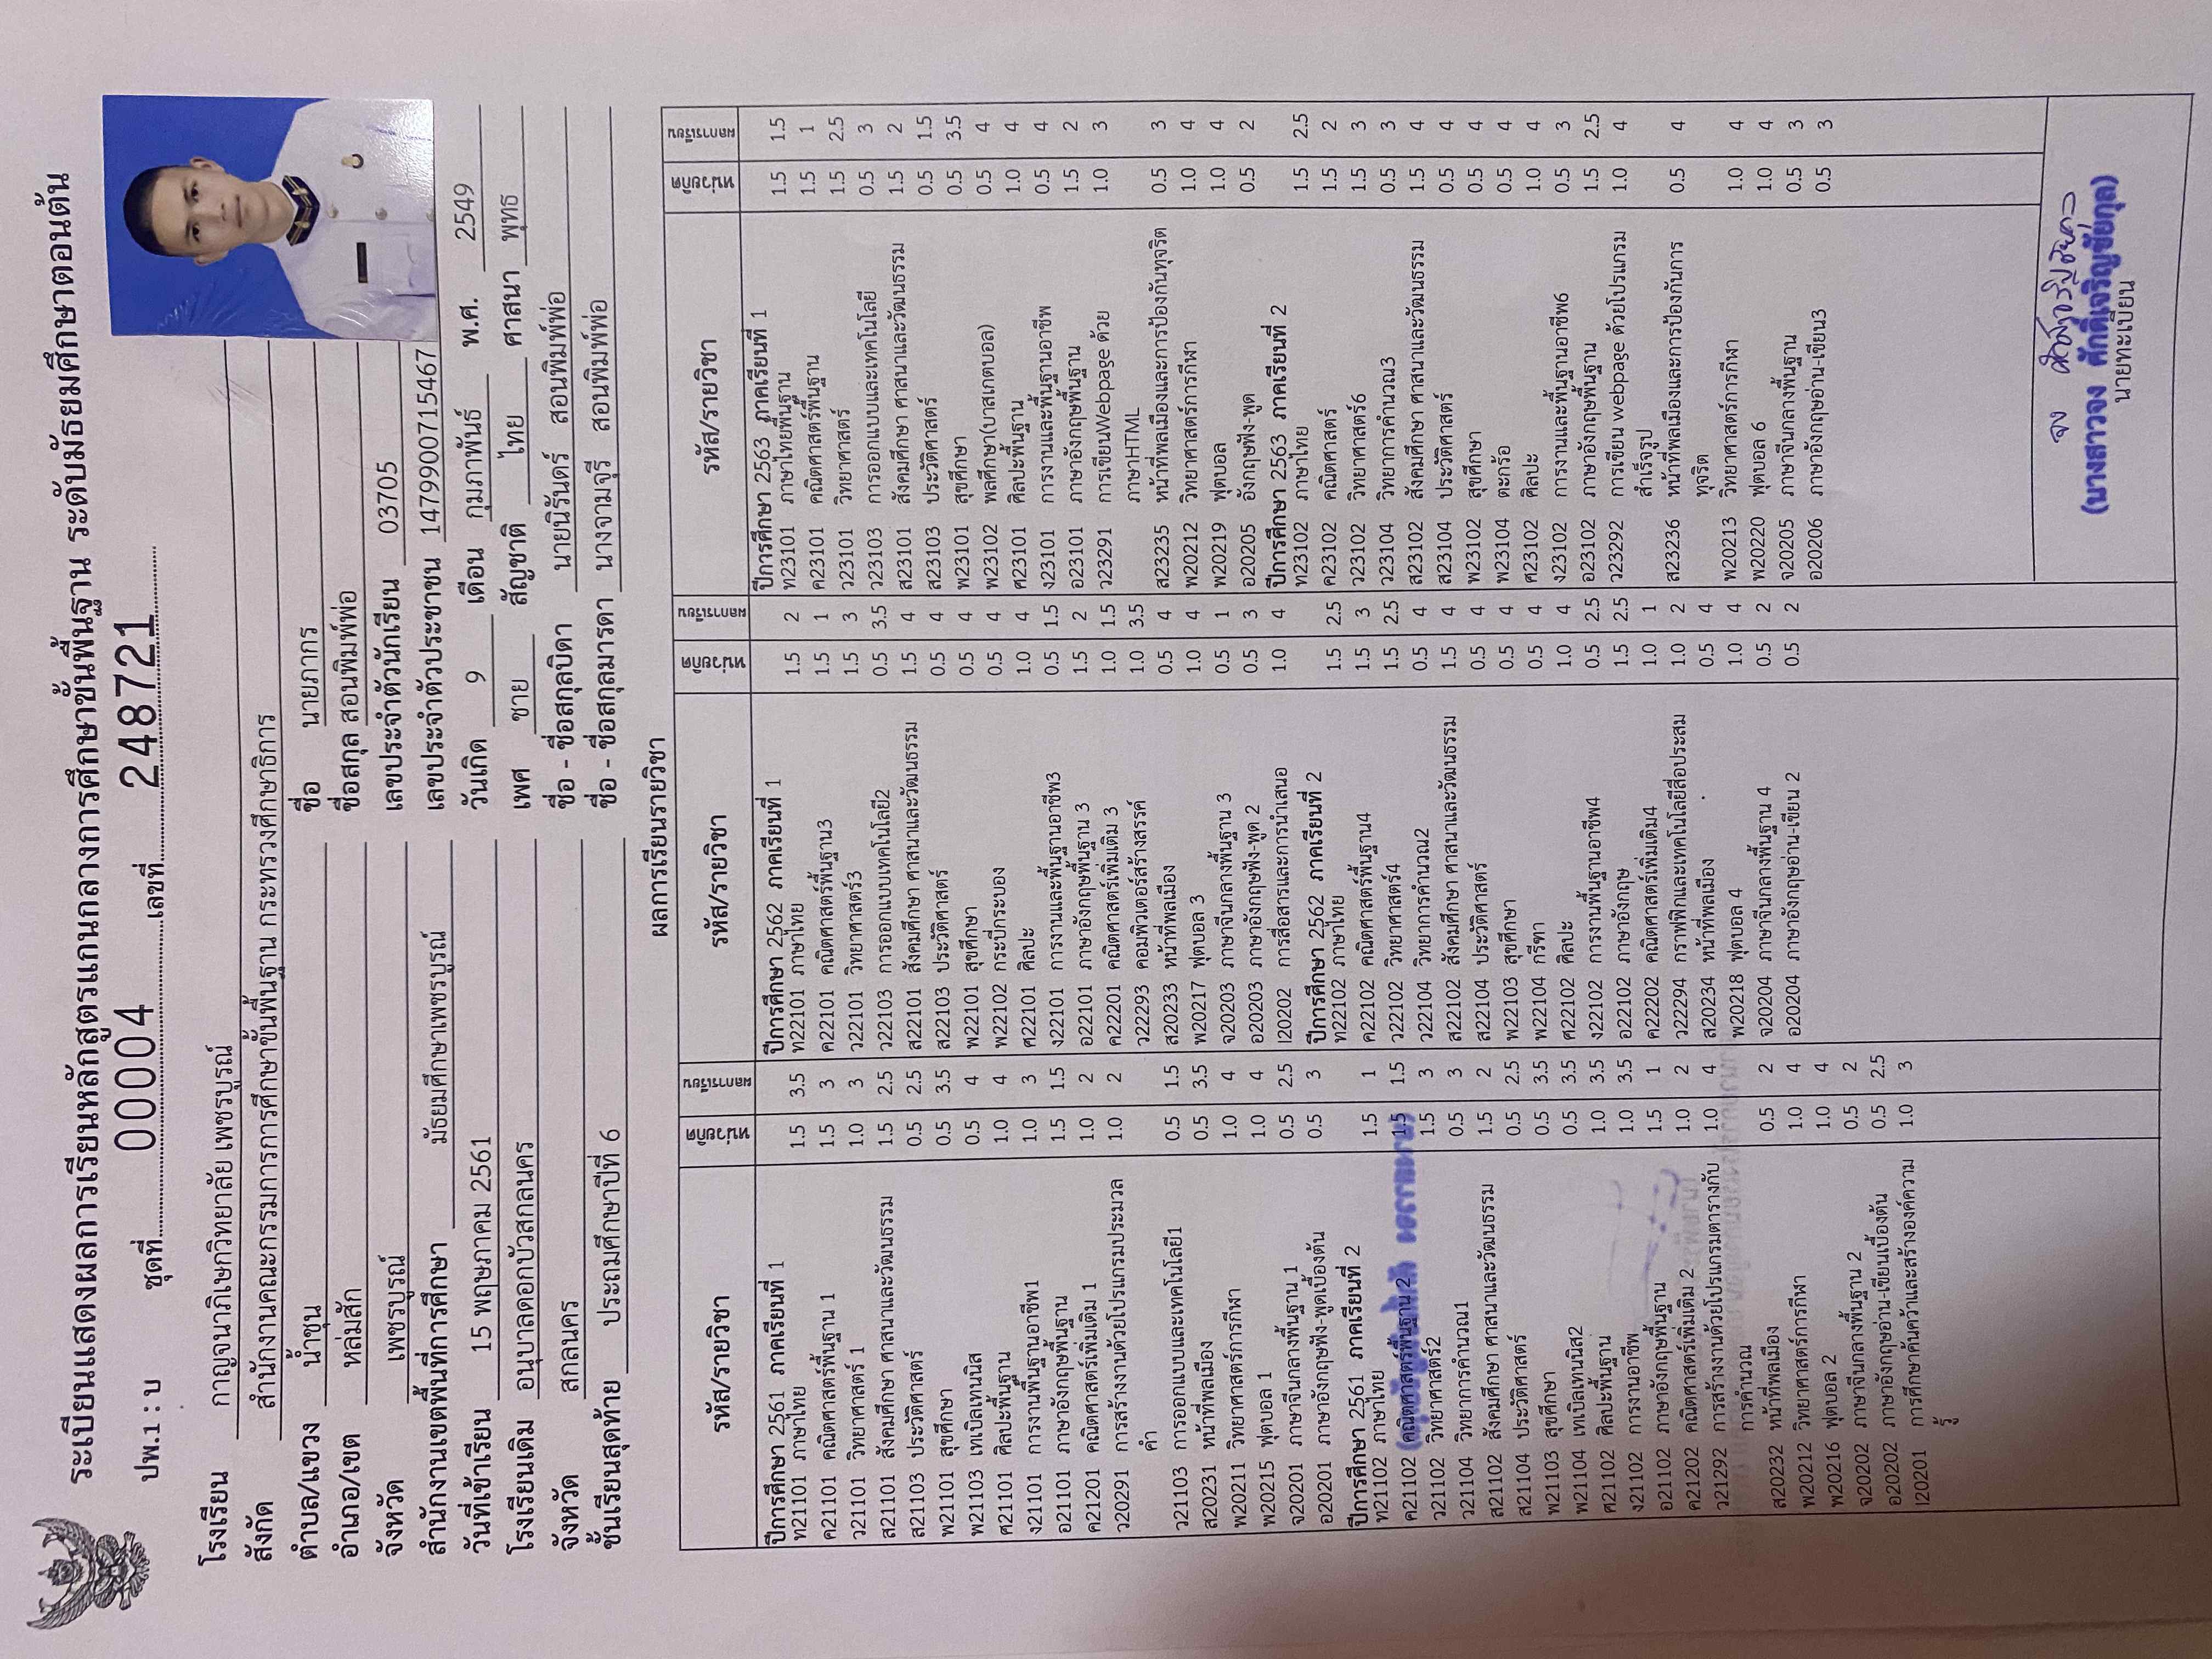 ระเบียนแสดงผลการเรียนหลักสูตรแกนกลางการศึกษาขั้นพื้นฐาน ระดับมัธยมศึกษาตอนต้น
ปพ.1 : บ ชุดที่ 00004 เลขที่ 248721
โรงเรียน กาญจนาภิเษกวิทยาลัย เพชรบูรณ์
สังกัด สำนักงานคณะกรรมการการศึกษาขั้นพื้นฐาน กระทรวงศึกษาธิการ
ตำบล/แขวง น้ำชุน
อำเภอ/เขต หล่มสัก
จังหวัด เพชรบูรณ์
สำนักงานเขตพื้นที่การศึกษา มัธยมศึกษาเพชรบูรณ์
วันที่เข้าเรียน 15 พฤษภาคม 2561
โรงเรียนเดิม อนุบาลดอกบัวสกลนคร
จังหวัด สกลนคร
ชั้นเรียนสุดท้าย ประถมศึกษาปีที่ 6
ชื่อ นายภากร
ชื่อสกุล สอนพิมพ์พ่อ
เลขประจำตัวนักเรียน 03705
เลขประจำตัวประชาชน 1479900715467
วันเกิด 9 เดือน กุมภาพันธ์ พ.ศ. 2549
เพศ ชาย สัญชาติ ไทย ศาสนา พุทธ
ชื่อ - ชื่อสกุลบิดา นายนิรันดร์ สอนพิมพ์พ่อ
ชื่อ - ชื่อสกุลมารดา นางจามจุรี สอนพิมพ์พ่อ
ผลการเรียนรายวิชา
รหัส/รายวิชา หน่วยกิต ผลการเรียน
ปีการศึกษา 2561 ภาคเรียนที่ 1
ท21101 ภาษาไทย 1.5 3.5
ค21101 คณิตศาสตร์พื้นฐาน 1 1.5 3
ว21101 วิทยาศาสตร์ 1 1.0 3
ส21101 สังคมศึกษา ศาสนาและวัฒนธรรม 1.5 2.5
ส21103 ประวัติศาสตร์ 0.5 2.5
พ21101 สุขศึกษา 0.5 3.5
พ21103 เทเบิลเทนนิส 0.5 4
ศ21101 ศิลปะพื้นฐาน 1.0 4
ง21101 การงานพื้นฐานอาชีพ1 1.0 3
อ21101 ภาษาอังกฤษพื้นฐาน 1.5 1.5
ค21201 คณิตศาสตร์เพิ่มเติม 1 1.0 2
ว20291 การสร้างงานด้วยโปรแกรมประมวล 1.0 2
คำ
ว21103 การออกแบบและเทคโนโลยี1 0.5 1.5
ส20231 หน้าที่พลเมือง 0.5 3.5
พ20211 วิทยาศาสตร์การกีฬา 1.0 4
พ20215 ฟุตบอล 1 1.0 4
จ20201 ภาษาจีนกลางพื้นฐาน 1 0.5 2.5
อ20201 ภาษาอังกฤษฟัง-พูดเบื้องต้น 0.5 3
ปีการศึกษา 2561 ภาคเรียนที่ 2
ท21102 ภาษาไทย 1.5 1
ค21102 คณิตศาสตร์พื้นฐาน 2 1.5 1.5
ว21102 วิทยาศาสตร์2 1.5 3
ว21104 วิทยาการคำนวณ1 0.5 3
ส21102 สังคมศึกษา ศาสนาและวัฒนธรรม 1.5 2
ส21104 ประวัติศาสตร์ 0.5 2.5
พ21103 สุขศึกษา 0.5 3.5
พ21104 เทเบิลเทนนิส2 0.5 3.5
ศ21102 ศิลปะพื้นฐาน 1.0 3.5
ง21102 การงานอาชีพ 1.0 3.5
อ21102 ภาษาอังกฤษพื้นฐาน 1.5 1
ค21202 คณิตศาสตร์เพิ่มเติม 2 1.0 2
ว21292 การสร้างงานด้วยโปรแกรมตารางกับ 1.0 4
การคำนวณ
ส20232 หน้าที่พลเมือง 0.5 2
พ20212 วิทยาศาสตร์การกีฬา 1.0 4
พ20216 ฟุตบอล 2 1.0 4
จ20202 ภาษาจีนกลางพื้นฐาน 2 0.5 2
อ20202 ภาษาอังกฤษอ่าน-เขียนเบื้องต้น 0.5 2.5
I20201 การศึกษาค้นคว้าและสร้างองค์ความ 1.0 3
รู้
รหัส/รายวิชา หน่วยกิต ผลการเรียน
ปีการศึกษา 2562 ภาคเรียนที่ 1
ท22101 ภาษาไทย 1.5 2
ค22101 คณิตศาสตร์พื้นฐาน3 1.5 1
ว22101 วิทยาศาสตร์3 1.5 3
ว22103 การออกแบบเทคโนโลยี2 0.5 3.5
ส22101 สังคมศึกษา ศาสนาและวัฒนธรรม 1.5 4
ส22103 ประวัติศาสตร์ 0.5 4
พ22101 สุขศึกษา 0.5 4
พ22102 กระบี่กระบอง 0.5 4
ศ22101 ศิลปะ 1.0 4
ง22101 การงานและพื้นฐานอาชีพ3 0.5 1.5
อ22101 ภาษาอังกฤษพื้นฐาน 3 1.5 2
ค22201 คณิตศาสตร์เพิ่มเติม 3 1.0 1.5
ว22293 คอมพิวเตอร์สร้างสรรค์ 1.0 3.5
ส20233 หน้าที่พลเมือง 0.5 4
พ20217 ฟุตบอล 3 1.0 4
จ20203 ภาษาจีนกลางพื้นฐาน 3 0.5 1
อ20203 ภาษาอังกฤษฟัง-พูด 2 0.5 3
I20202 การสื่อสารและการนำเสนอ 1.0 4
ปีการศึกษา 2562 ภาคเรียนที่ 2
ท22102 ภาษาไทย 1.5 2.5
ค22102 คณิตศาสตร์พื้นฐาน4 1.5 3
ว22102 วิทยาศาสตร์4 1.5 2.5
ว22104 วิทยาการคำนวณ2 0.5 4
ส22102 สังคมศึกษา ศาสนาและวัฒนธรรม 1.5 4
ส22104 ประวัติศาสตร์ 0.5 4
พ22103 สุขศึกษา 0.5 4
พ22104 กรีฑา 0.5 4
ศ22102 ศิลปะ 1.0 4
ง22102 การงานพื้นฐานอาชีพ4 0.5 2.5
อ22102 ภาษาอังกฤษ 1.5 2.5
ค22202 คณิตศาสตร์เพิ่มเติม4 1.0 1
ว22294 กราฟฟิกและเทคโนโลยีสื่อประสม 1.0 2
ส20234 หน้าที่พลเมือง 0.5 4
พ20218 ฟุตบอล 4 1.0 4
จ20204 ภาษาจีนกลางพื้นฐาน 4 0.5 2
อ20204 ภาษาอังกฤษอ่าน-เขียน 2 0.5 2
รหัส/รายวิชา หน่วยกิต ผลการเรียน
ปีการศึกษา 2563 ภาคเรียนที่ 1
ท23101 ภาษาไทยพื้นฐาน 1.5 1.5
ค23101 คณิตศาสตร์พื้นฐาน 1.5 1
ว23101 วิทยาศาสตร์ 1.5 2.5
ว23103 การออกแบบและเทคโนโลยี 0.5 3
ส23101 สังคมศึกษา ศาสนาและวัฒนธรรม 1.5 2
ส23103 ประวัติศาสตร์ 0.5 1.5
พ23101 สุขศึกษา 0.5 3.5
พ23102 พลศึกษา(บาสเกตบอล) 0.5 4
ศ23101 ศิลปะพื้นฐาน 1.0 4
ง23101 การงานและพื้นฐานอาชีพ 0.5 4
อ23101 ภาษาอังกฤษพื้นฐาน 1.5 2
ว23291 การเขียนWebpage ด้วย 1.0 3
ภาษาHTML
ส23235 หน้าที่พลเมืองและการป้องกันทุจริต 0.5 3
พ20212 วิทยาศาสตร์การกีฬา 1.0 4
พ20219 ฟุตบอล 1.0 4
อ20205 อังกฤษฟัง-พูด 0.5 2
ปีการศึกษา 2563 ภาคเรียนที่ 2
ท23102 ภาษาไทย 1.5 2.5
ค23102 คณิตศาสตร์ 1.5 2
ว23102 วิทยาศาสตร์6 1.5 3
ว23104 วิทยาการคำนวณ3 0.5 3
ส23102 สังคมศึกษา ศาสนาและวัฒนธรรม 1.5 4
ส23104 ประวัติศาสตร์ 0.5 4
พ23102 สุขศึกษา 0.5 4
พ23104 ตะกร้อ 0.5 4
ศ23102 ศิลปะ 1.0 4
ง23102 การงานและพื้นฐานอาชีพ6 0.5 3
อ23102 ภาษาอังกฤษพื้นฐาน 1.5 2.5
ว23292 การเขียน webpage ด้วยโปรแกรม 1.0 4
สำเร็จรูป
ส23236 หน้าที่พลเมืองและการป้องกันการ 0.5 4
ทุจริต
พ20213 วิทยาศาสตร์การกีฬา 1.0 4
พ20220 ฟุตบอล 6 1.0 4
จ20205 ภาษาจีนกลางพื้นฐาน 0.5 3
อ20206 ภาษาอังกฤษอ่าน-เขียน3 0.5 3
(นางสาวจง ศักดิ์เจริญชัยกุล)
นายทะเบียน